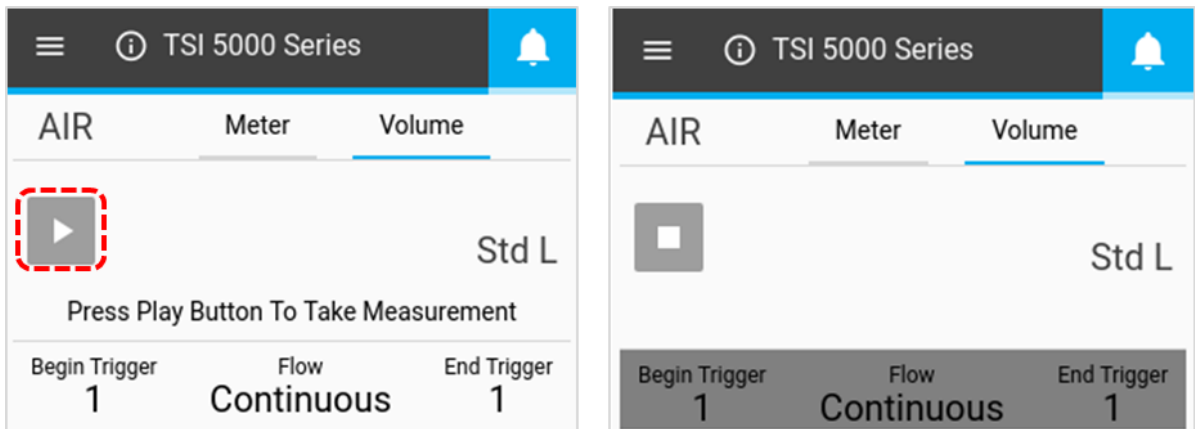 TSI 5000 Series
AIR Meter Volume
Std L
Press Play Button To Take Measurement
Begin Trigger Flow End Trigger
1 Continuous 1
TSI 5000 Series
AIR Meter Volume
Std L
Begin Trigger Flow End Trigger
1 Continuous 1